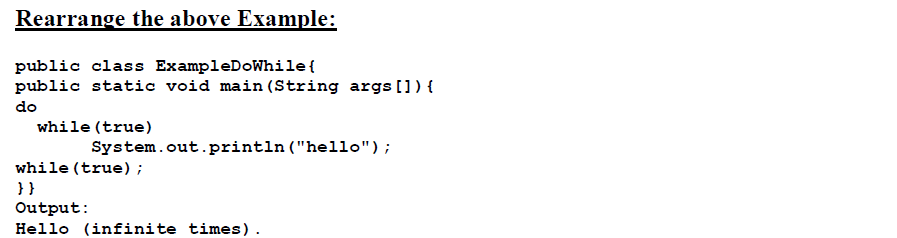 Rearrange the above Example:
public class ExampleDoWhile{
public static void main(String args[]){
do
while(true)
System.out.println("hello");
while(true);
}}
Output:
Hello (infinite times).